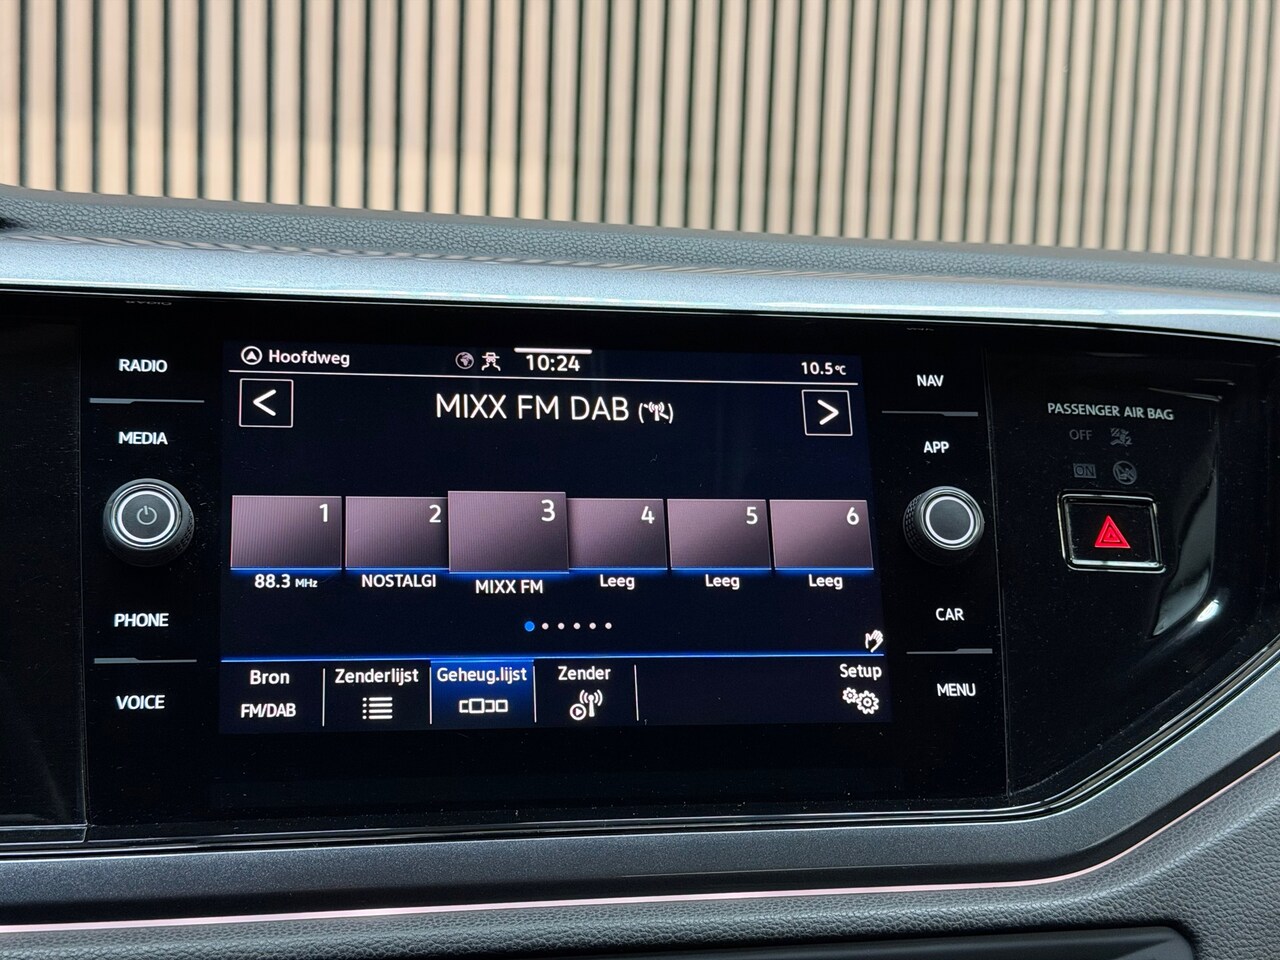 RADIO
MEDIA
PHONE
VOICE
Hoofdweg
10:24
10.5°C
<
MIXX FM DAB
>
1
2
3
4
5
6
88.3 MHz
NOSTALGI
MIXX FM
Leeg
Leeg
Leeg
Bron
FM/DAB
Zenderlijst
Geheug.lijst
Zender
Setup
NAV
APP
CAR
MENU
PASSENGER AIR BAG
OFF
ON